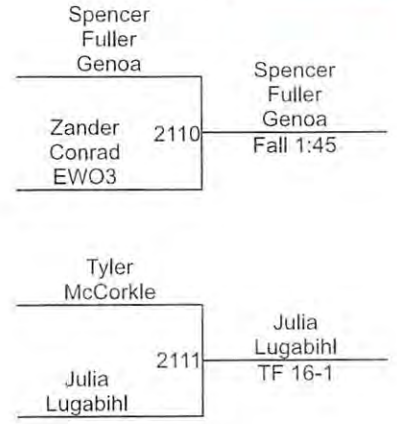 Spencer
Fuller
Genoa
Zander
Conrad
EWO3
2110
Spencer
Fuller
Genoa
Fall 1:45
Tyler
McCorkle
Julia
Lugabihl
2111
Julia
Lugabihl
TF 16-1